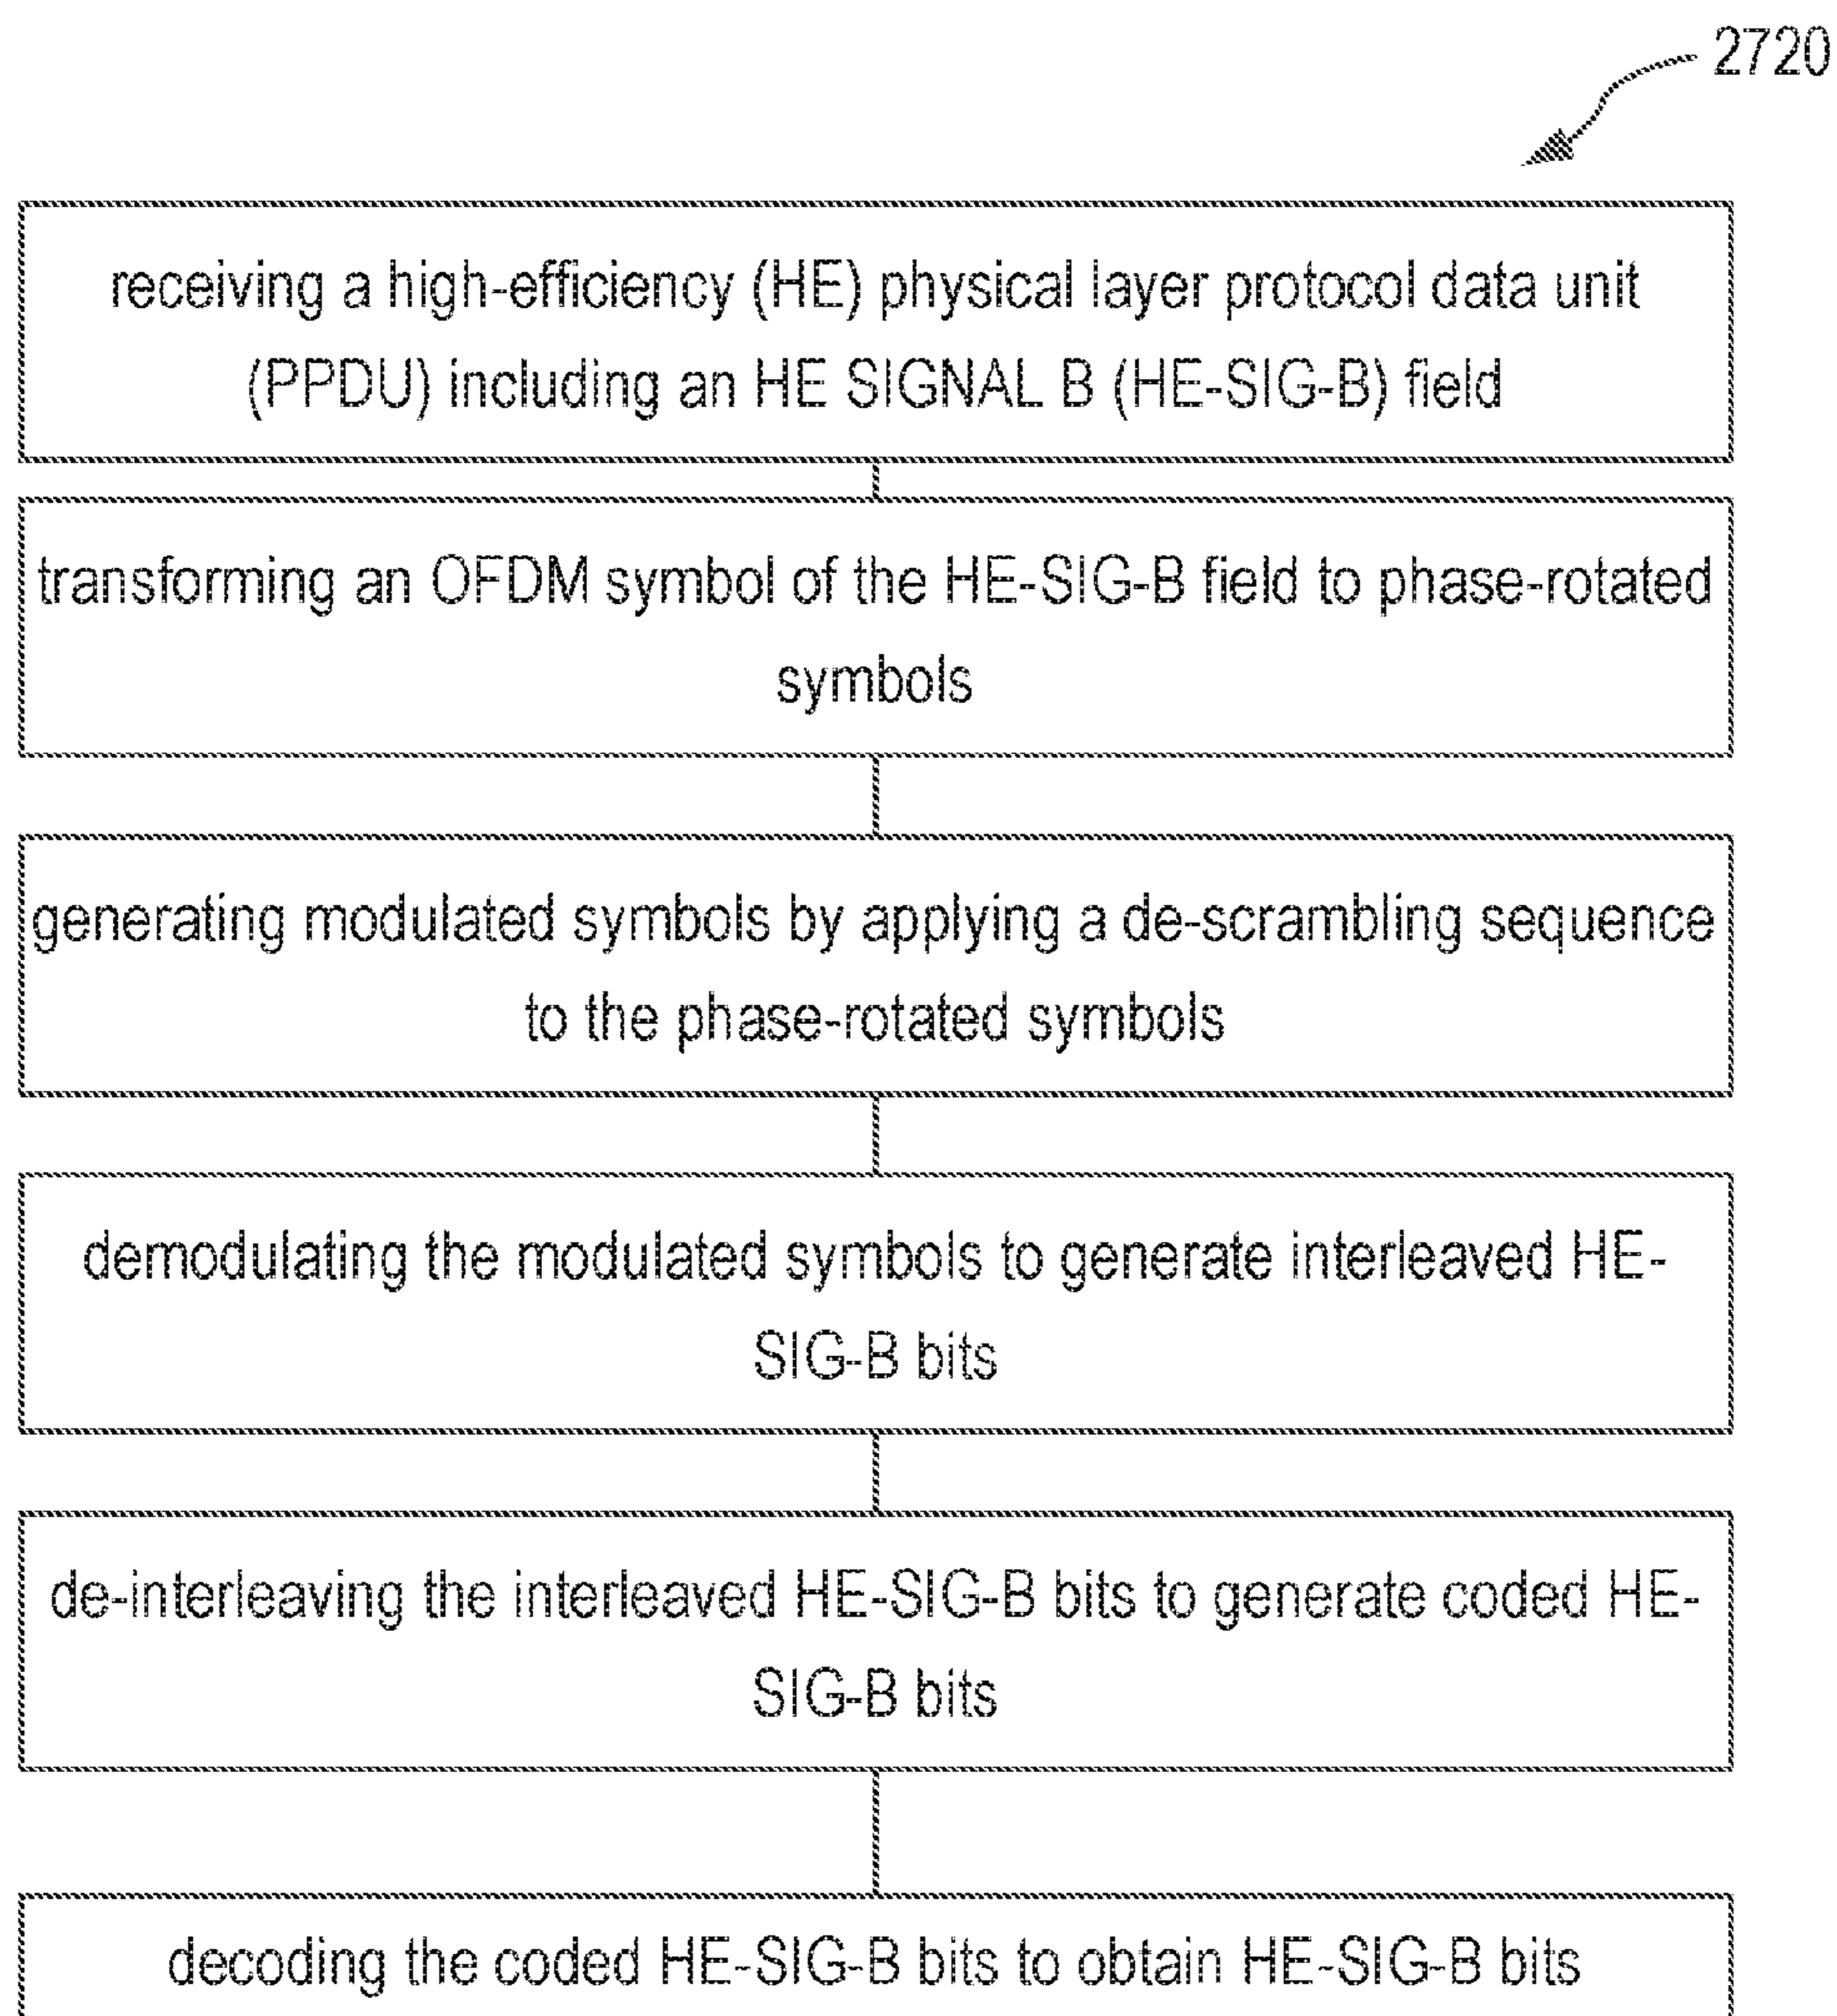 2720
receiving a high-efficiency (HE) physical layer protocol data unit
(PPDU) including an HE SIGNAL B (HE-SIG-B) field
transforming an OFDM symbol of the HE-SIG-B field to phase-rotated
symbols
generating modulated symbols by applying a de-scrambling sequence
to the phase-rotated symbols
demodulating the modulated symbols to generate interleaved HE-
SIG-B bits
de-interleaving the interleaved HE-SIG-B bits to generate coded HE-
SIG-B bits
decoding the coded HE-SIG-B bits to obtain HE-SIG-B bits